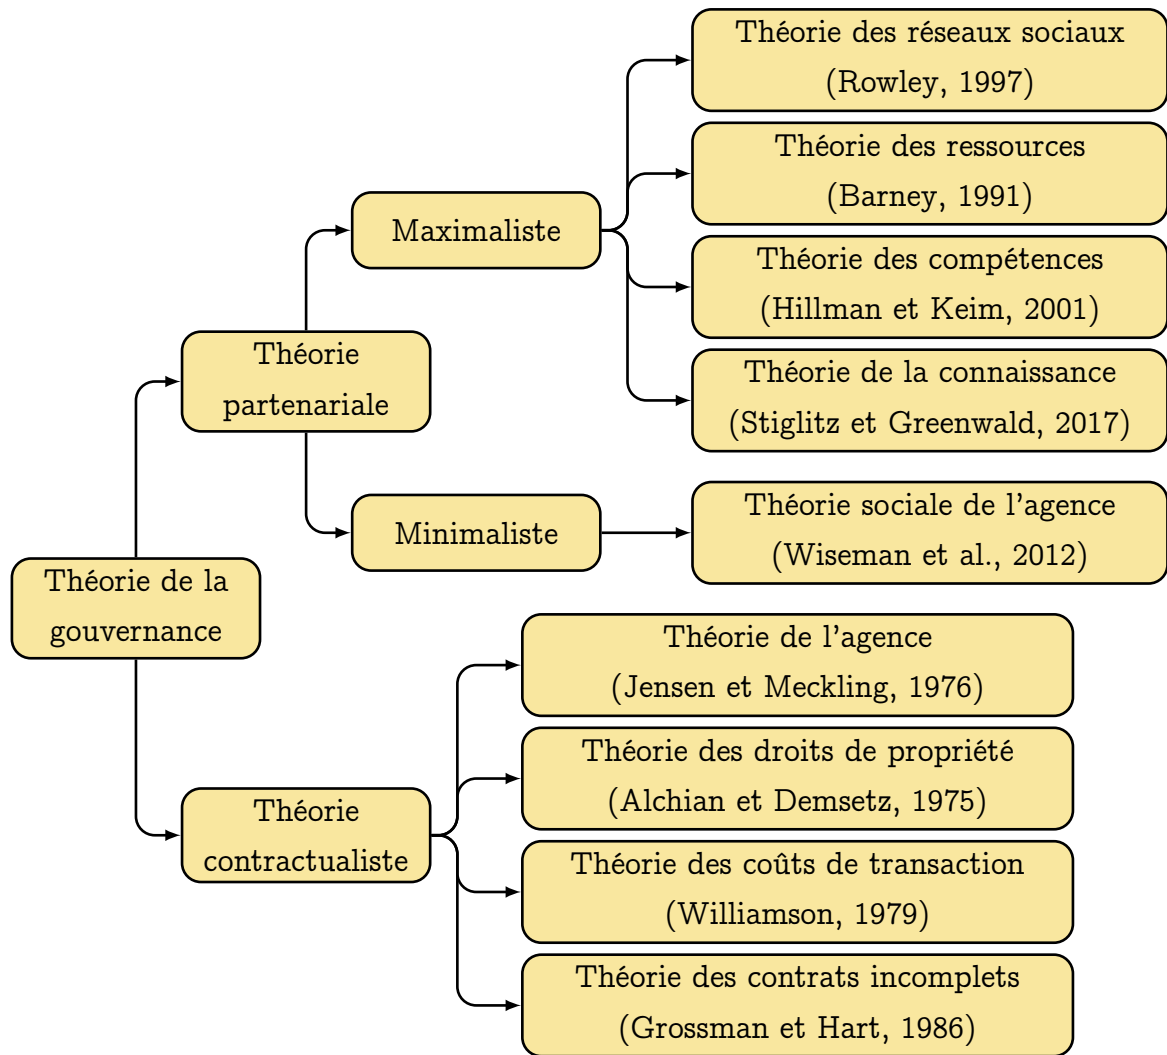 Théorie des réseaux sociaux
(Rowley, 1997)
Théorie des ressources
(Barney, 1991)
Maximaliste
Théorie des compétences
(Hillman et Keim, 2001)
Théorie
partenariale
Théorie de la connaissance
(Stiglitz et Greenwald, 2017)
Minimaliste
Théorie sociale de l'agence
(Wiseman et al., 2012)
Théorie de la
gouvernance
Théorie de l'agence
(Jensen et Meckling, 1976)
Théorie des droits de propriété
(Alchian et Demsetz, 1975)
Théorie
contractualiste
Théorie des coûts de transaction
(Williamson, 1979)
Théorie des contrats incomplets
(Grossman et Hart, 1986)